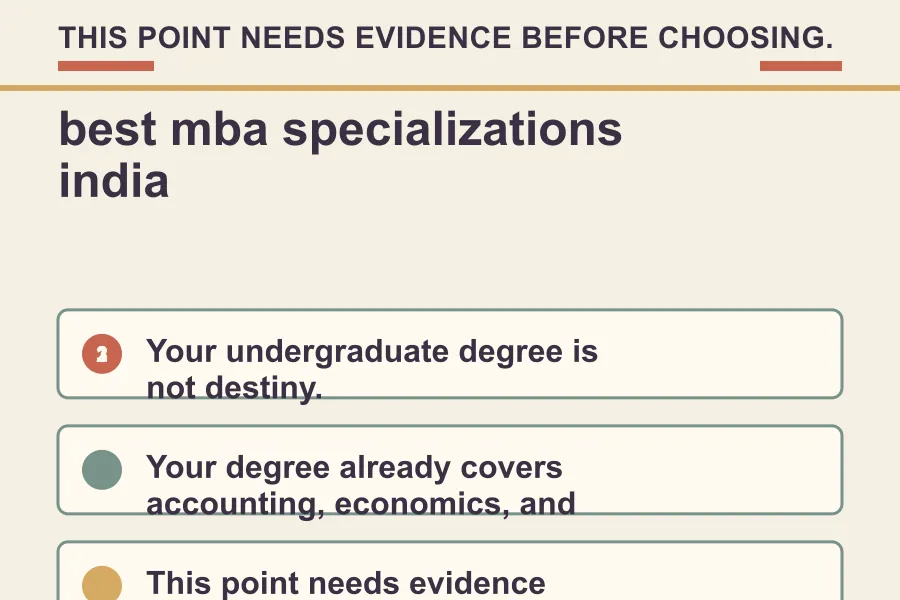 THIS POINT NEEDS EVIDENCE BEFORE CHOOSING.
best mba specializations
india
Your undergraduate degree is
not destiny.
Your degree already covers
accounting, economics, and
This point needs evidence